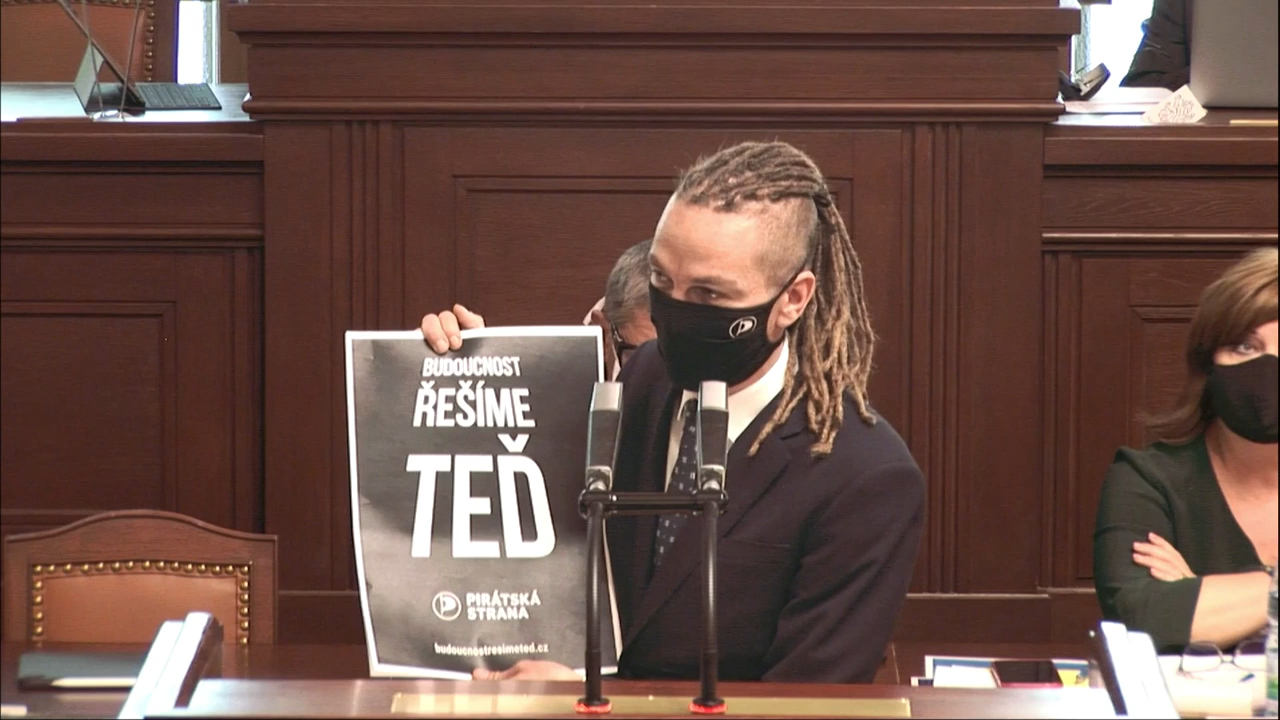 BUDOUCNOST
ŘEŠÍME
TEĎ
PIRÁTSKÁ
STRANA
budoucnostresimeted.cz